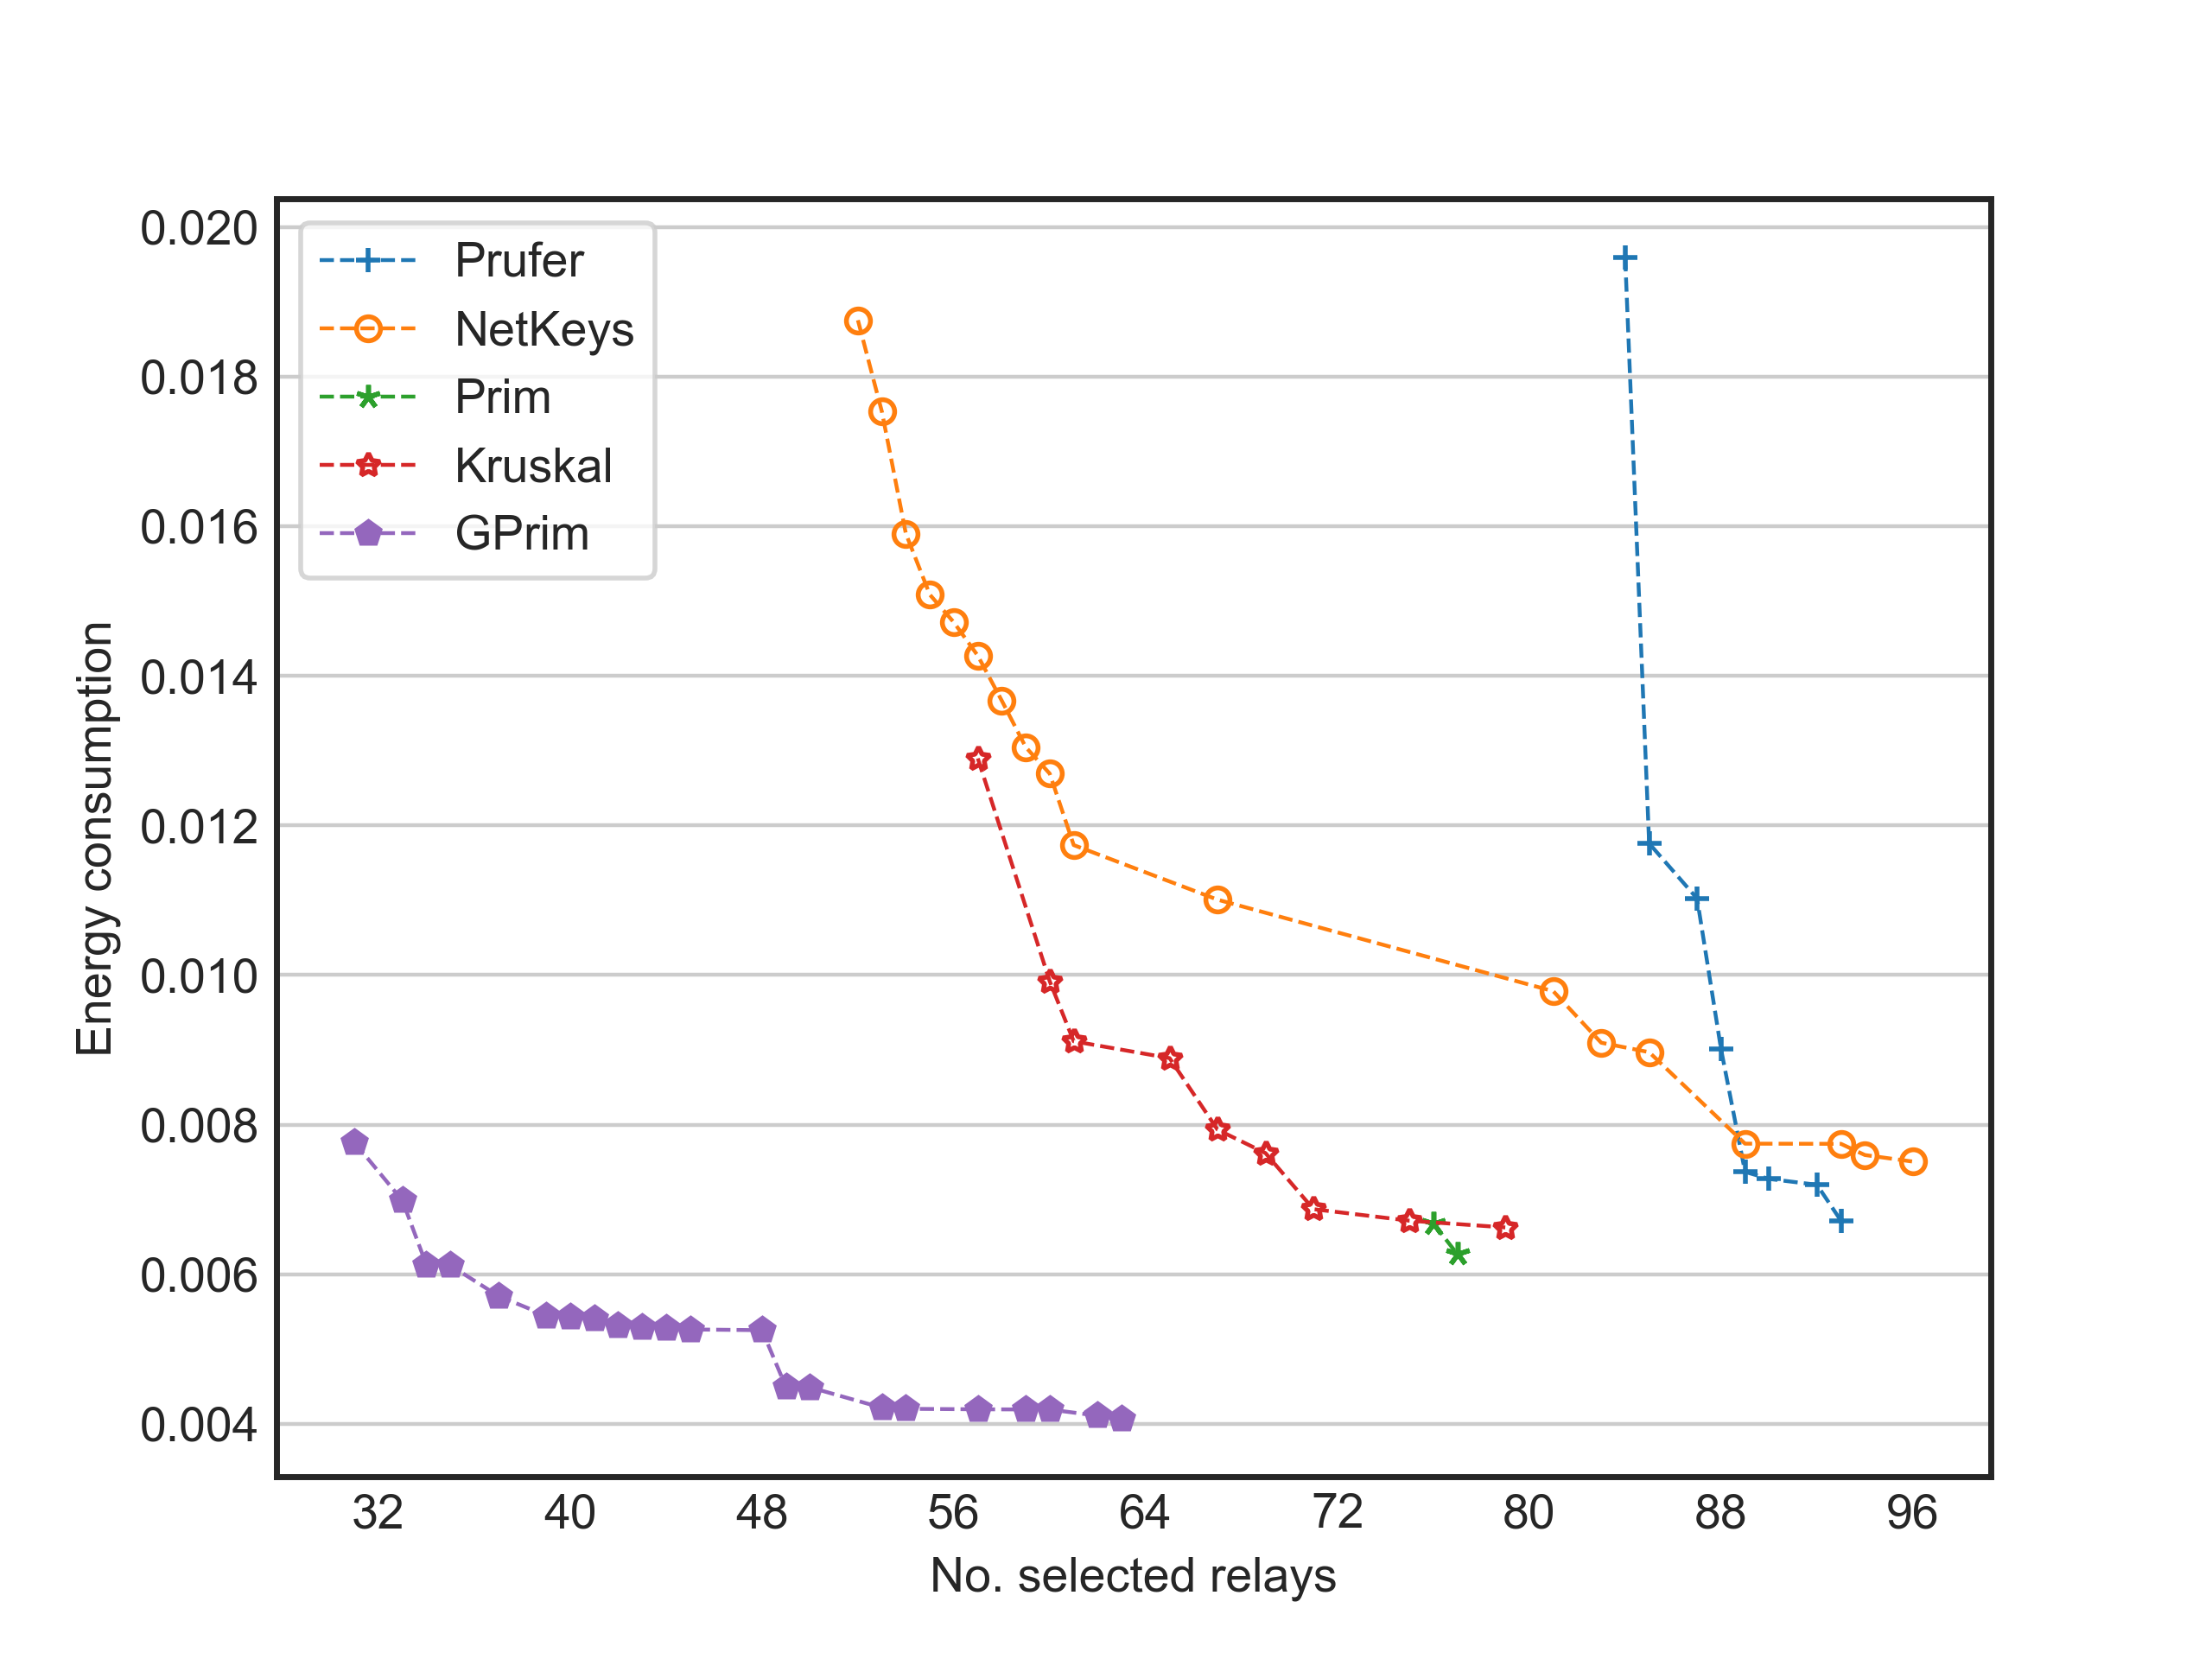 0.020
0.018
0.016
0.014
0.012
0.010
0.008
0.006
0.004
Energy consumption
Prufer
NetKeys
Prim
Kruskal
GPrim
32 40 48 56 64 72 80 88 96
No. selected relays